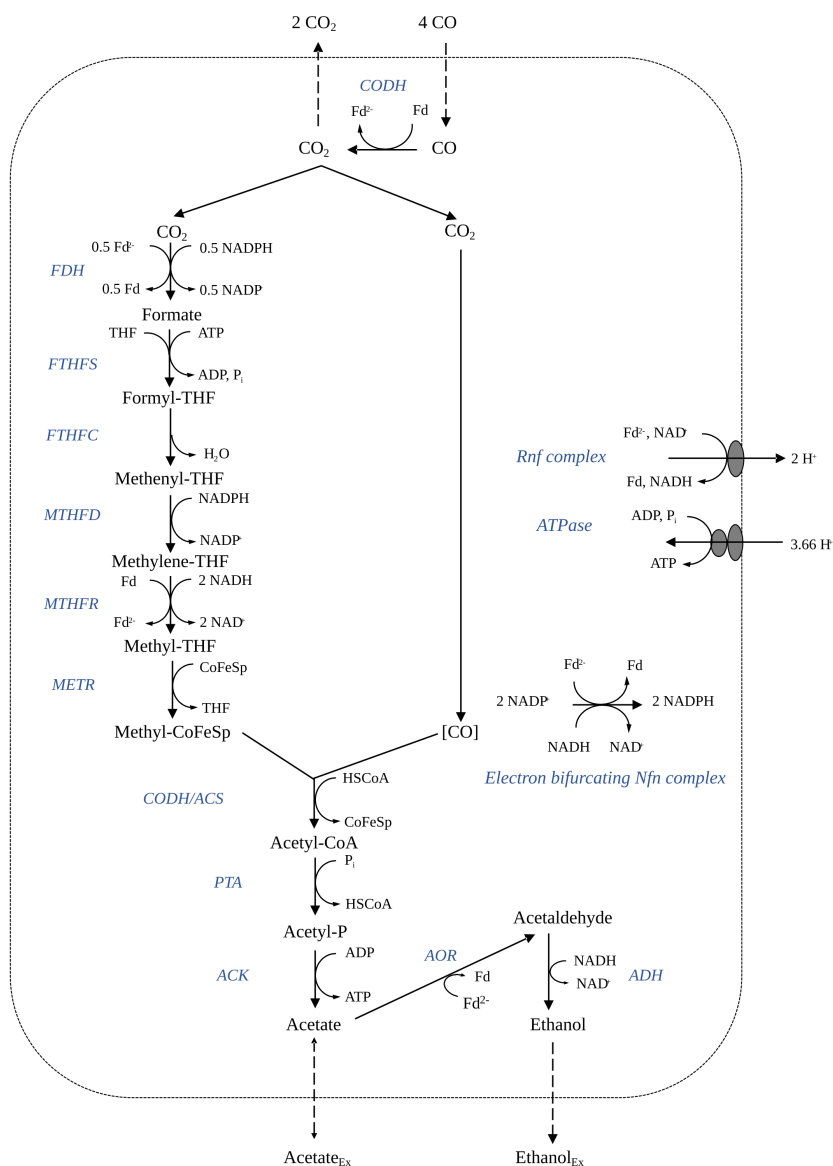 2 CO₂ 4 CO
CODH
Fd²⁻ Fd
CO₂ CO
CO₂ CO₂
0.5 Fd²⁻ 0.5 NADPH
FDH
0.5 Fd 0.5 NADP⁺
Formate
THF ATP
FTHFS
ADP, Pᵢ
Formyl-THF
FTHFC
H₂O
Methenyl-THF
NADPH
MTHFD
NADP⁺
Methylene-THF
Fd 2 NADH
MTHFR
Fd²⁻ 2 NAD⁺
Methyl-THF
CoFeSp
METR
THF
Methyl-CoFeSp [CO]
Fd²⁻, NAD⁺
Rnf complex 2 H⁺
Fd, NADH
ADP, Pᵢ
ATPase
3.66 H⁺
ATP
Fd²⁻ Fd
2 NADP⁺ 2 NADPH
NADH NAD⁺
Electron bifurcating Nfn complex
HSCoA
CODH/ACS
CoFeSp
Acetyl-CoA
Pᵢ
PTA
HSCoA
Acetyl-P Acetaldehyde
ADP
AOR
NADH
ACK Fd ADH
NAD⁺
ATP Fd²⁻
Acetate Ethanol
Acetate_Ex Ethanol_Ex